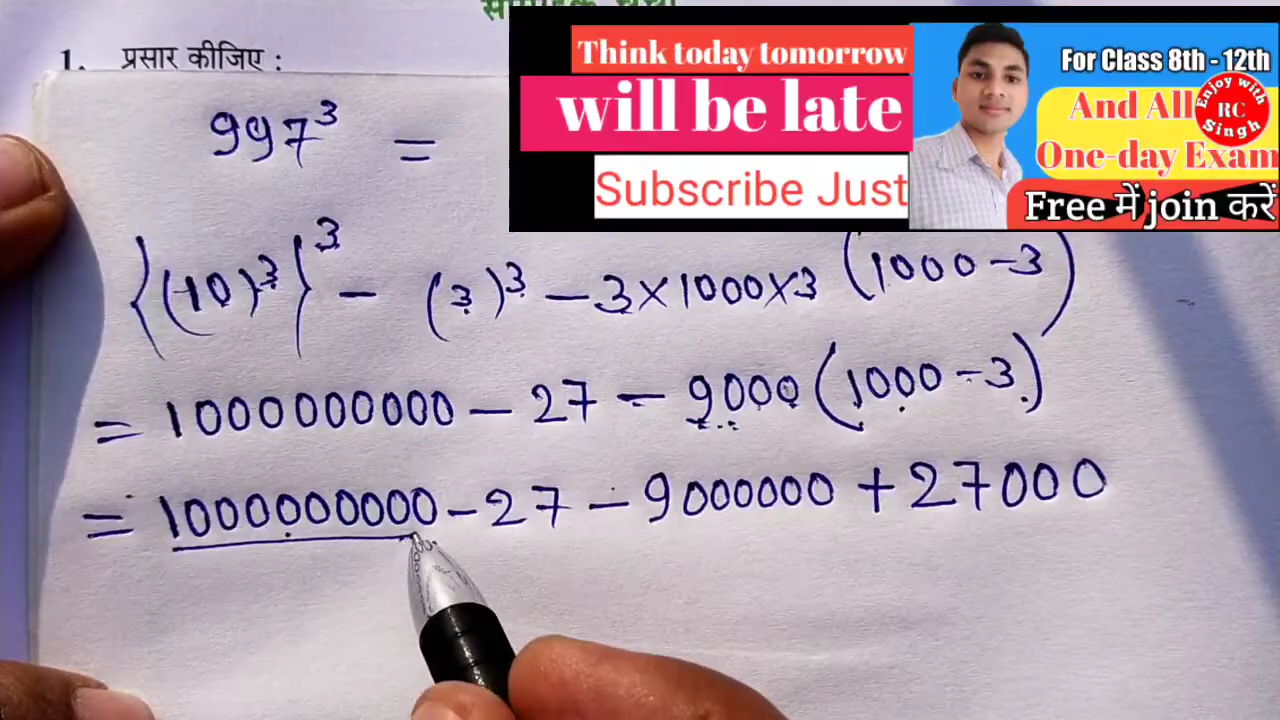 1. प्रसार कीजिए :
997³ =
{(10)³}³ - (3)³ - 3×1000×3 (1000-3)
= 1000000000 - 27 - 9000 (1000-3)
= 1000000000 - 27 - 9000000 + 27000
Think today tomorrow
will be late
Subscribe Just
For Class 8th - 12th
And All
One-day Exam
Free में join करें
Enjoy with
RC
Singh